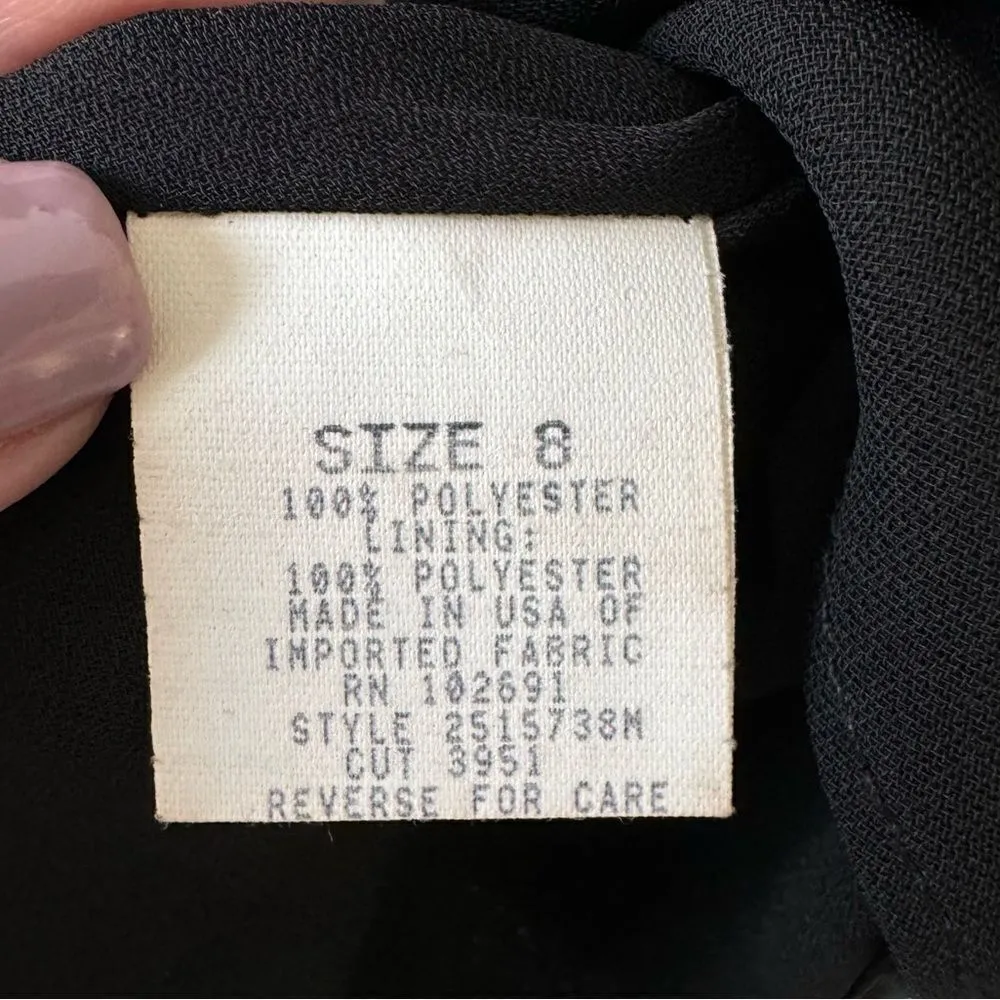 SIZE 8
100% POLYESTER
LINING:
100% POLYESTER
MADE IN USA OF
IMPORTED FABRIC
RN 102691
STYLE 2515738M
CUT 3951
REVERSE FOR CARE